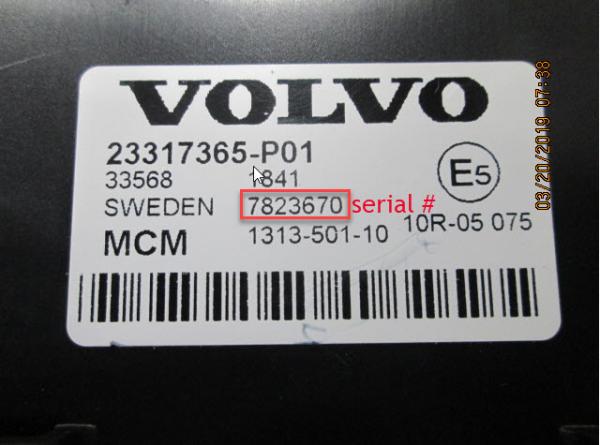 VOLVO
23317365-P01
33568 1841
SWEDEN 7823670 serial #
MCM 1313-501-10 10R-05 075
E5
03/20/2019 07:38